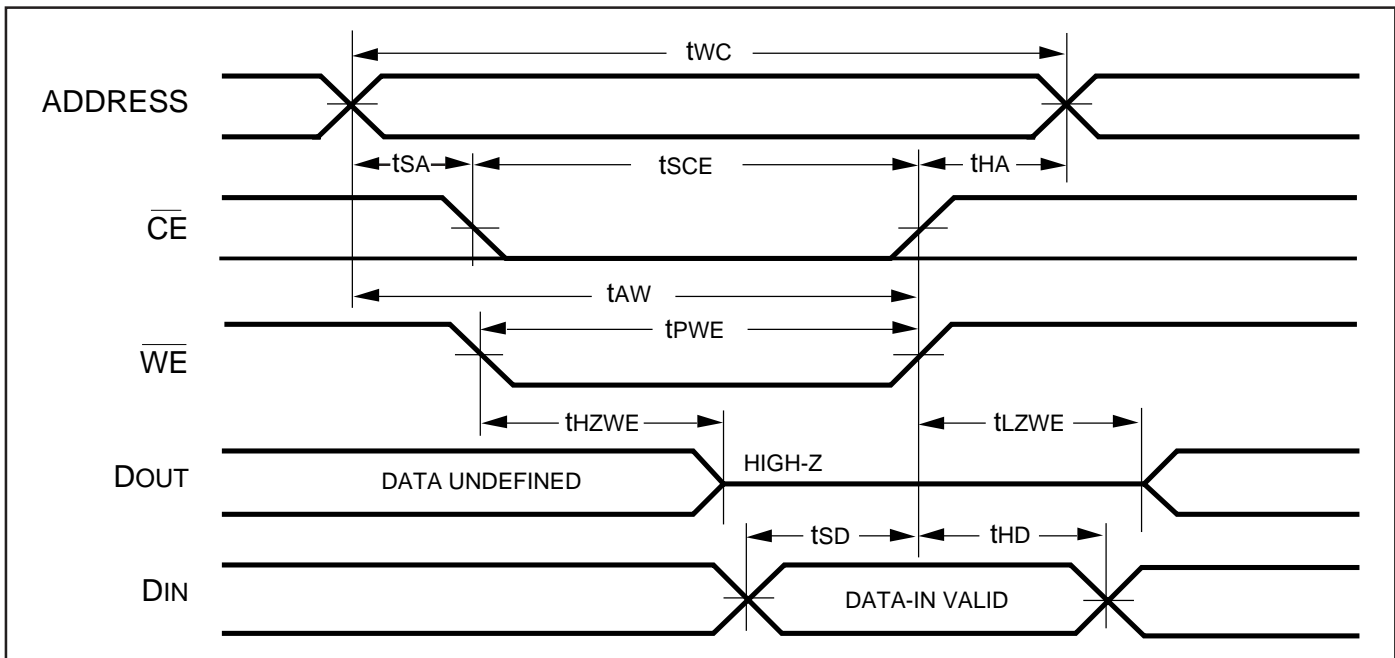 tWC
ADDRESS
tSA
tSCE
tHA
CE
tAW
tPWE
WE
tHZWE
tLZWE
DOUT
DATA UNDEFINED
HIGH-Z
tSD
tHD
DIN
DATA-IN VALID